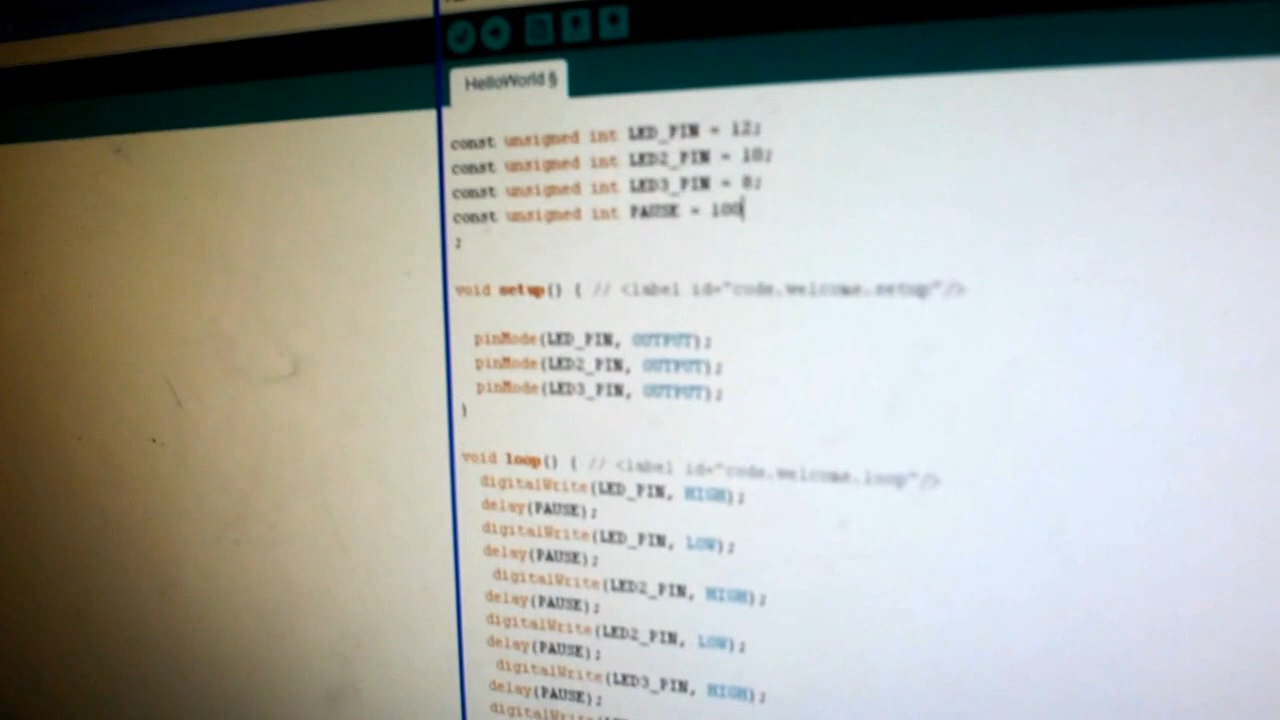 HelloWorld §
const unsigned int LED_PIN = 12;
const unsigned int LED2_PIN = 10;
const unsigned int LED3_PIN = 8;
const unsigned int PAUSE = 100
;
void setup() { // <label id="code.welcome.setup"/>
pinMode(LED_PIN, OUTPUT);
pinMode(LED2_PIN, OUTPUT);
pinMode(LED3_PIN, OUTPUT);
}
void loop() { // <label id="code.welcome.loop"/>
digitalWrite(LED_PIN, HIGH);
delay(PAUSE);
digitalWrite(LED_PIN, LOW);
delay(PAUSE);
digitalWrite(LED2_PIN, HIGH);
delay(PAUSE);
digitalWrite(LED2_PIN, LOW);
delay(PAUSE);
digitalWrite(LED3_PIN, HIGH);
delay(PAUSE);
digitalWrite(